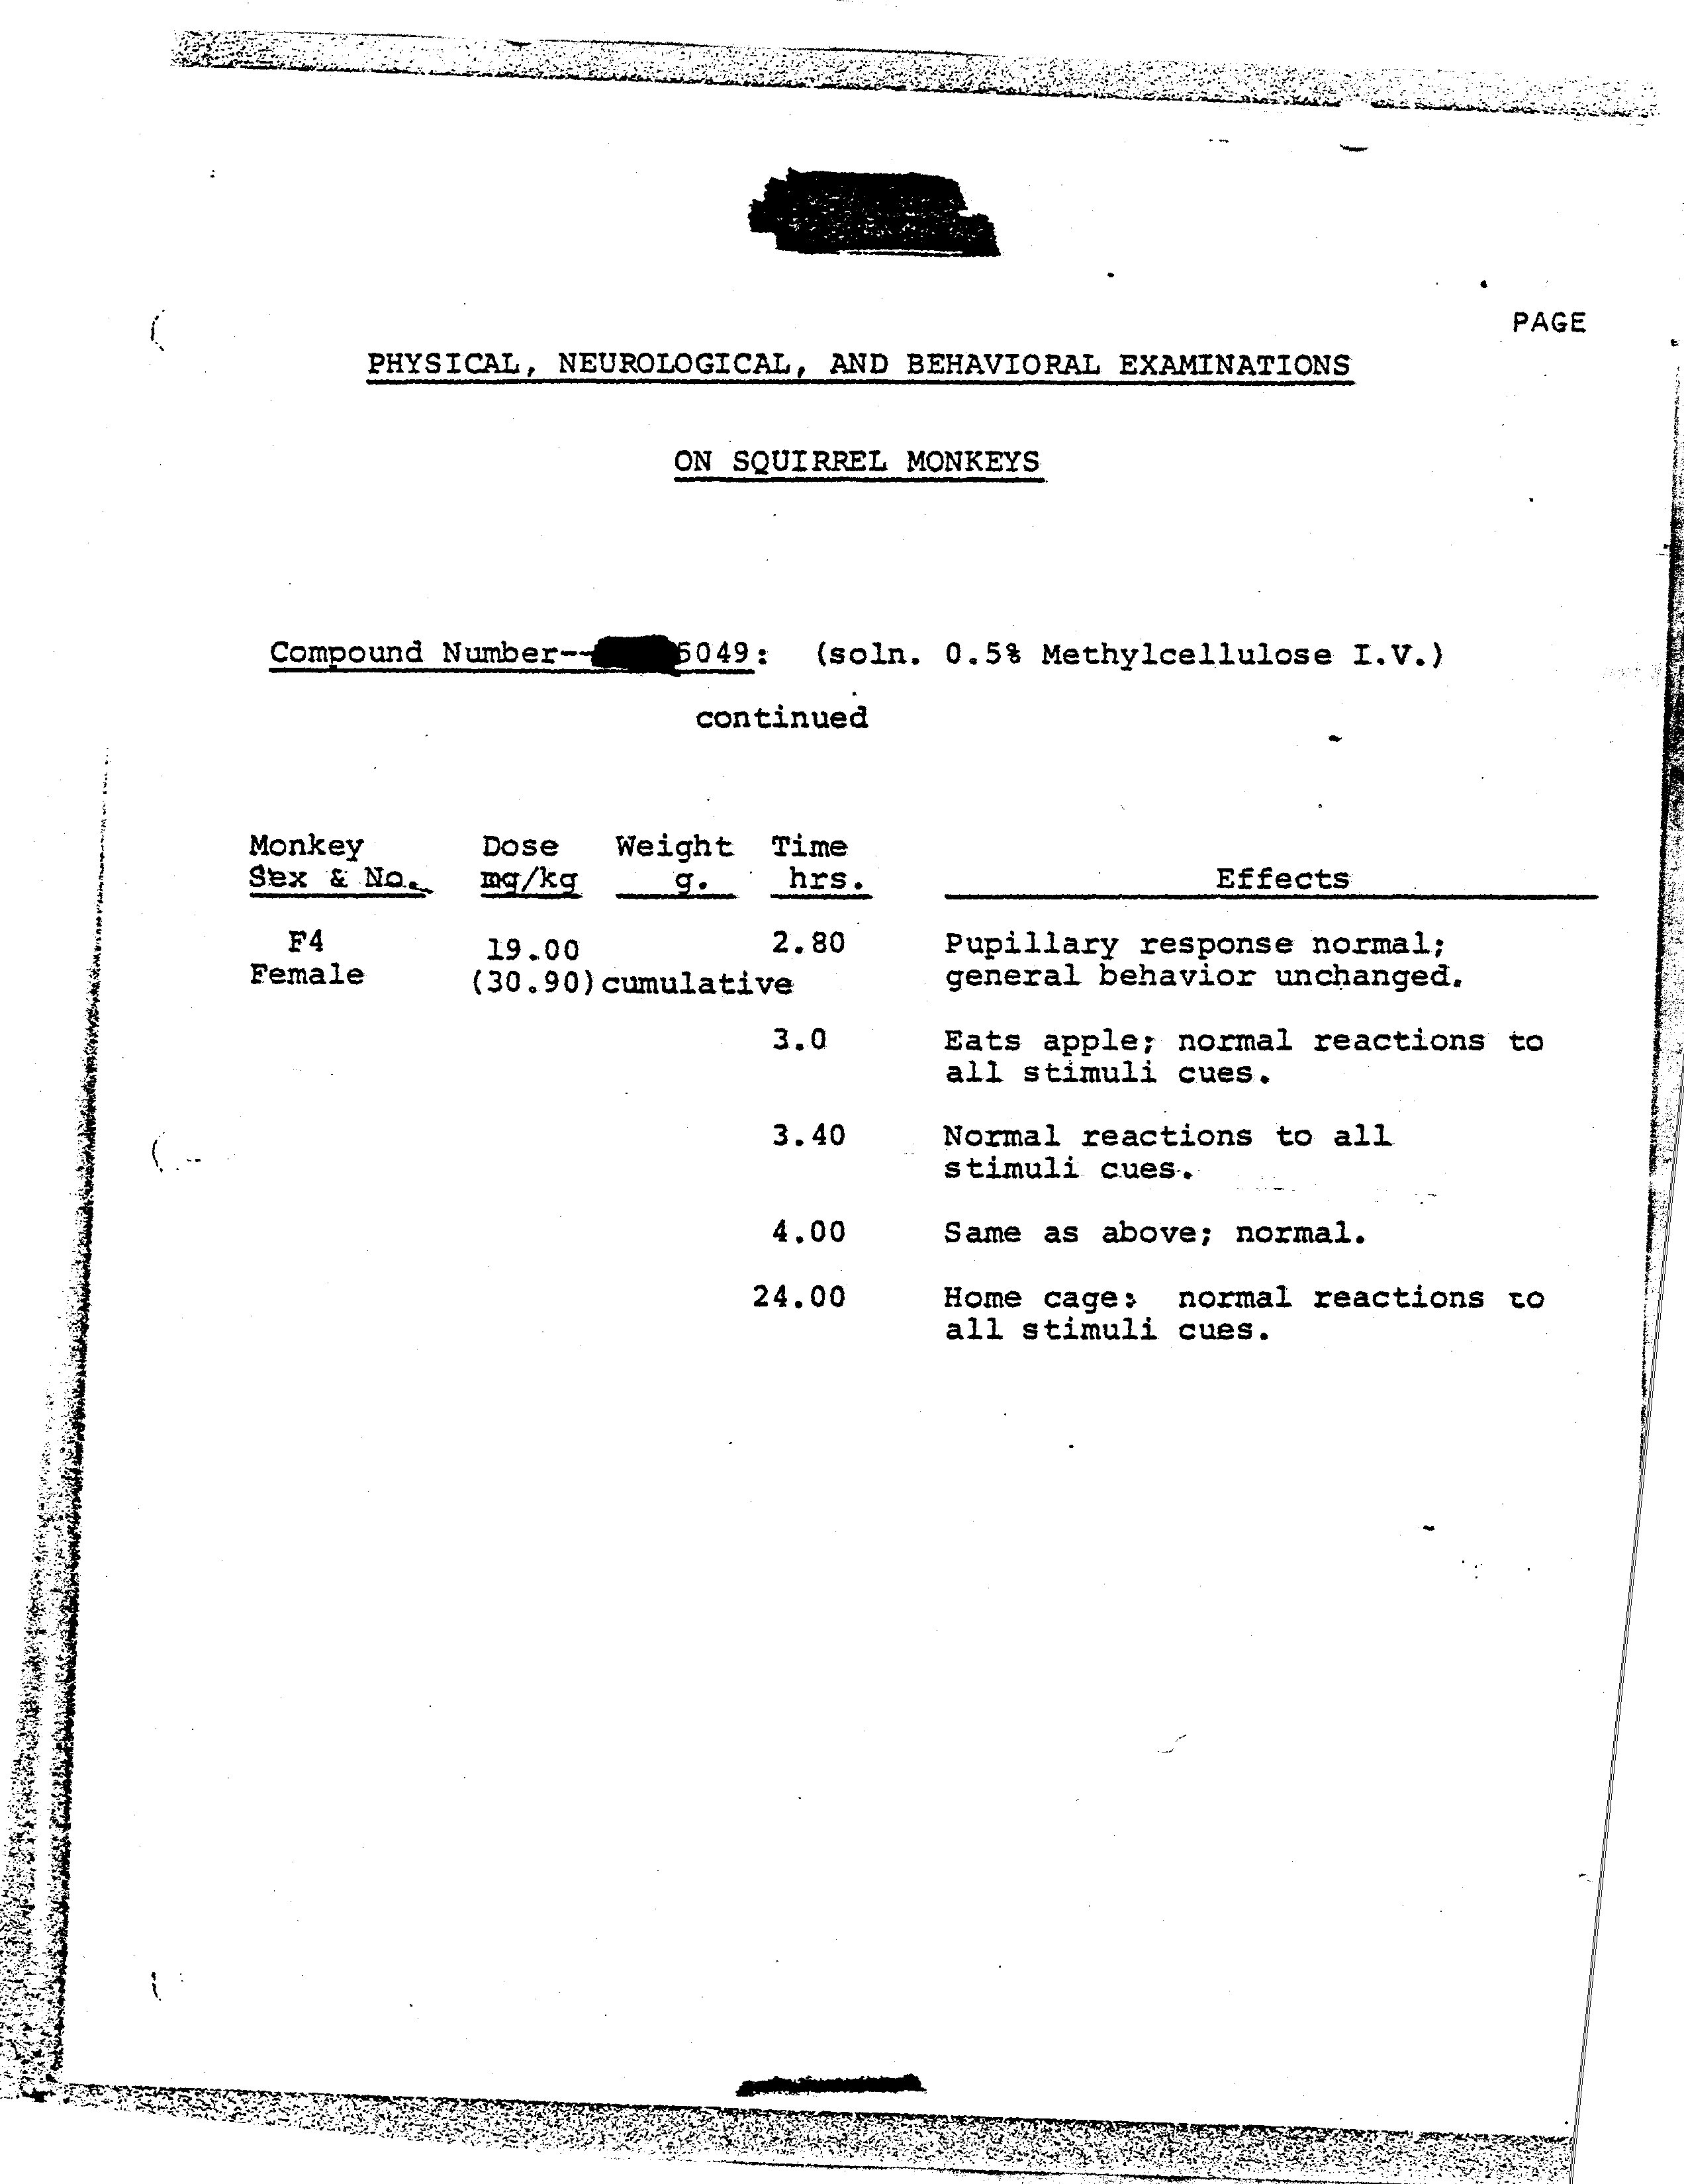 PAGE
PHYSICAL, NEUROLOGICAL, AND BEHAVIORAL EXAMINATIONS
ON SQUIRREL MONKEYS
Compound Number-- 5049: (soln. 0.5% Methylcellulose I.V.)
continued
Monkey Dose Weight Time
Sex & No. mg/kg g. hrs. Effects
F4 19.00 2.80 Pupillary response normal;
Female (30.90) cumulative general behavior unchanged.
3.0 Eats apple; normal reactions to
all stimuli cues.
3.40 Normal reactions to all
stimuli cues.
4.00 Same as above; normal.
24.00 Home cage: normal reactions to
all stimuli cues.